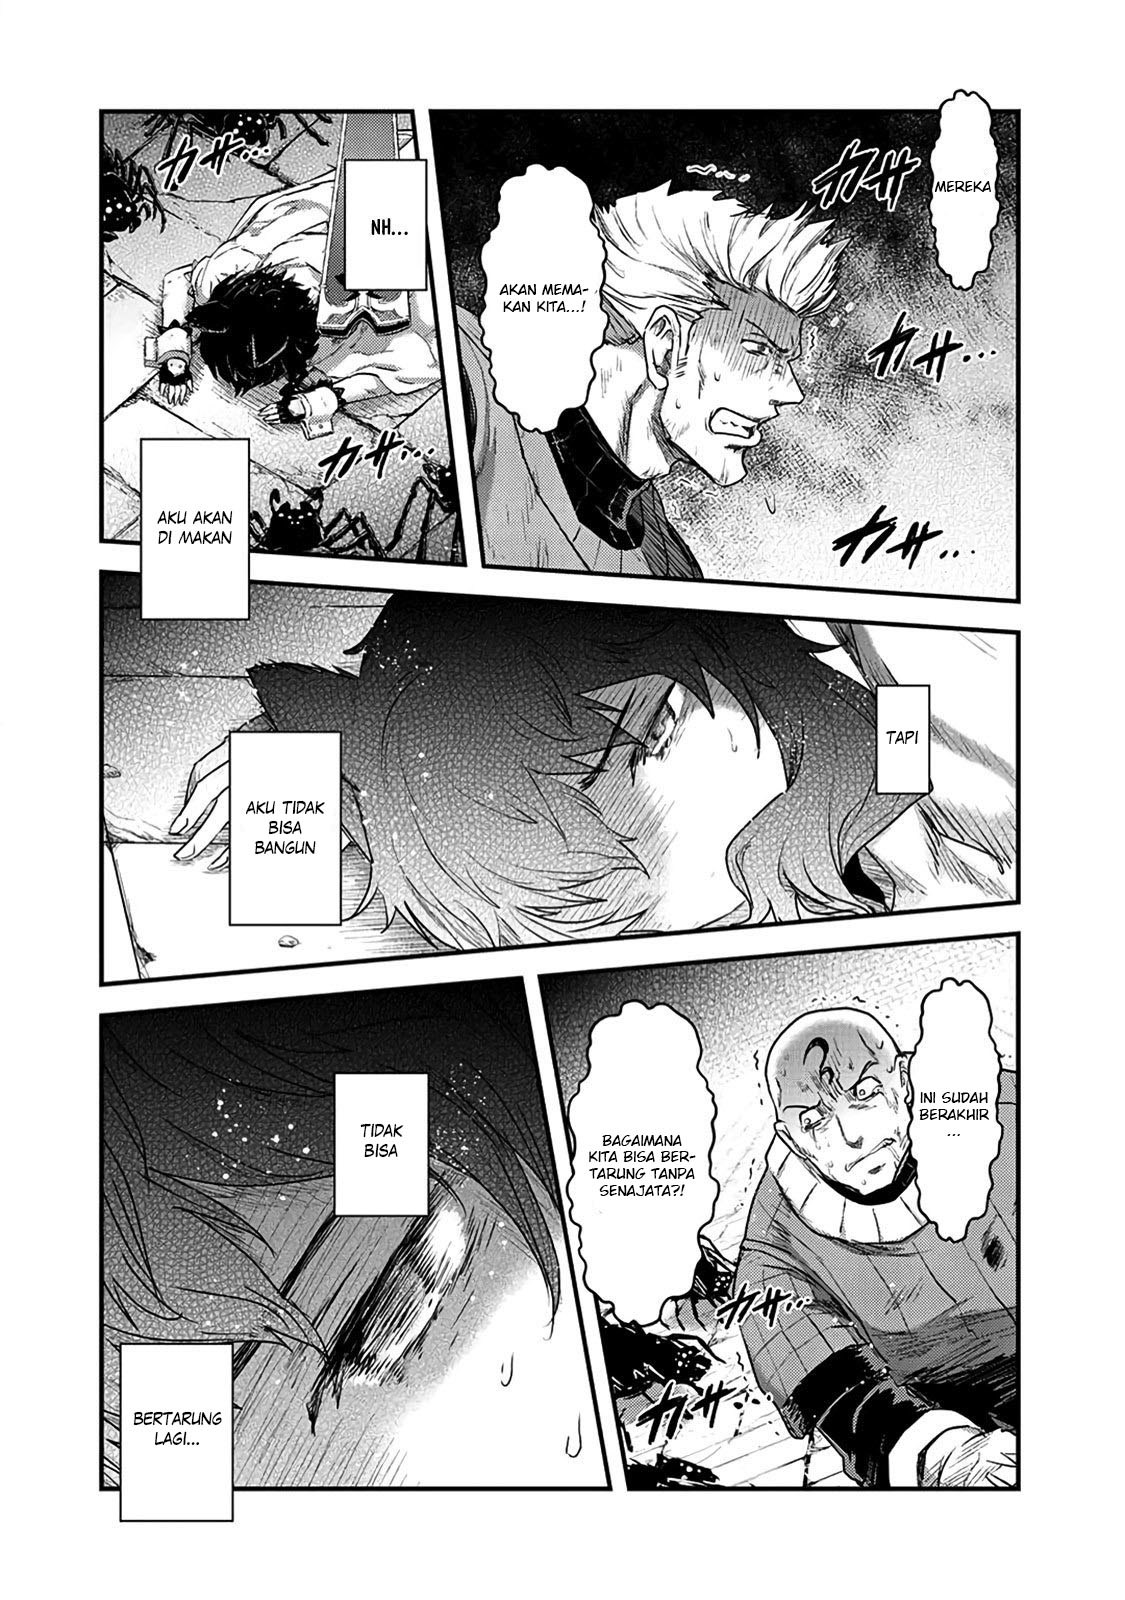 MEREKA
AKAN MEMA-
KAN KITA...!
カサ...
カサ...
カサ...
NH...
カサ...
カサ...
AKU AKAN
DI MAKAN
TAPI
AKU TIDAK
BISA
BANGUN
INI SUDAH
BERAKHIR
...
BAGAIMANA
KITA BISA BER-
TARUNG TANPA
SENAJATA?!
カサ...
カサ...
TIDAK
BISA
BERTARUNG
LAGI...